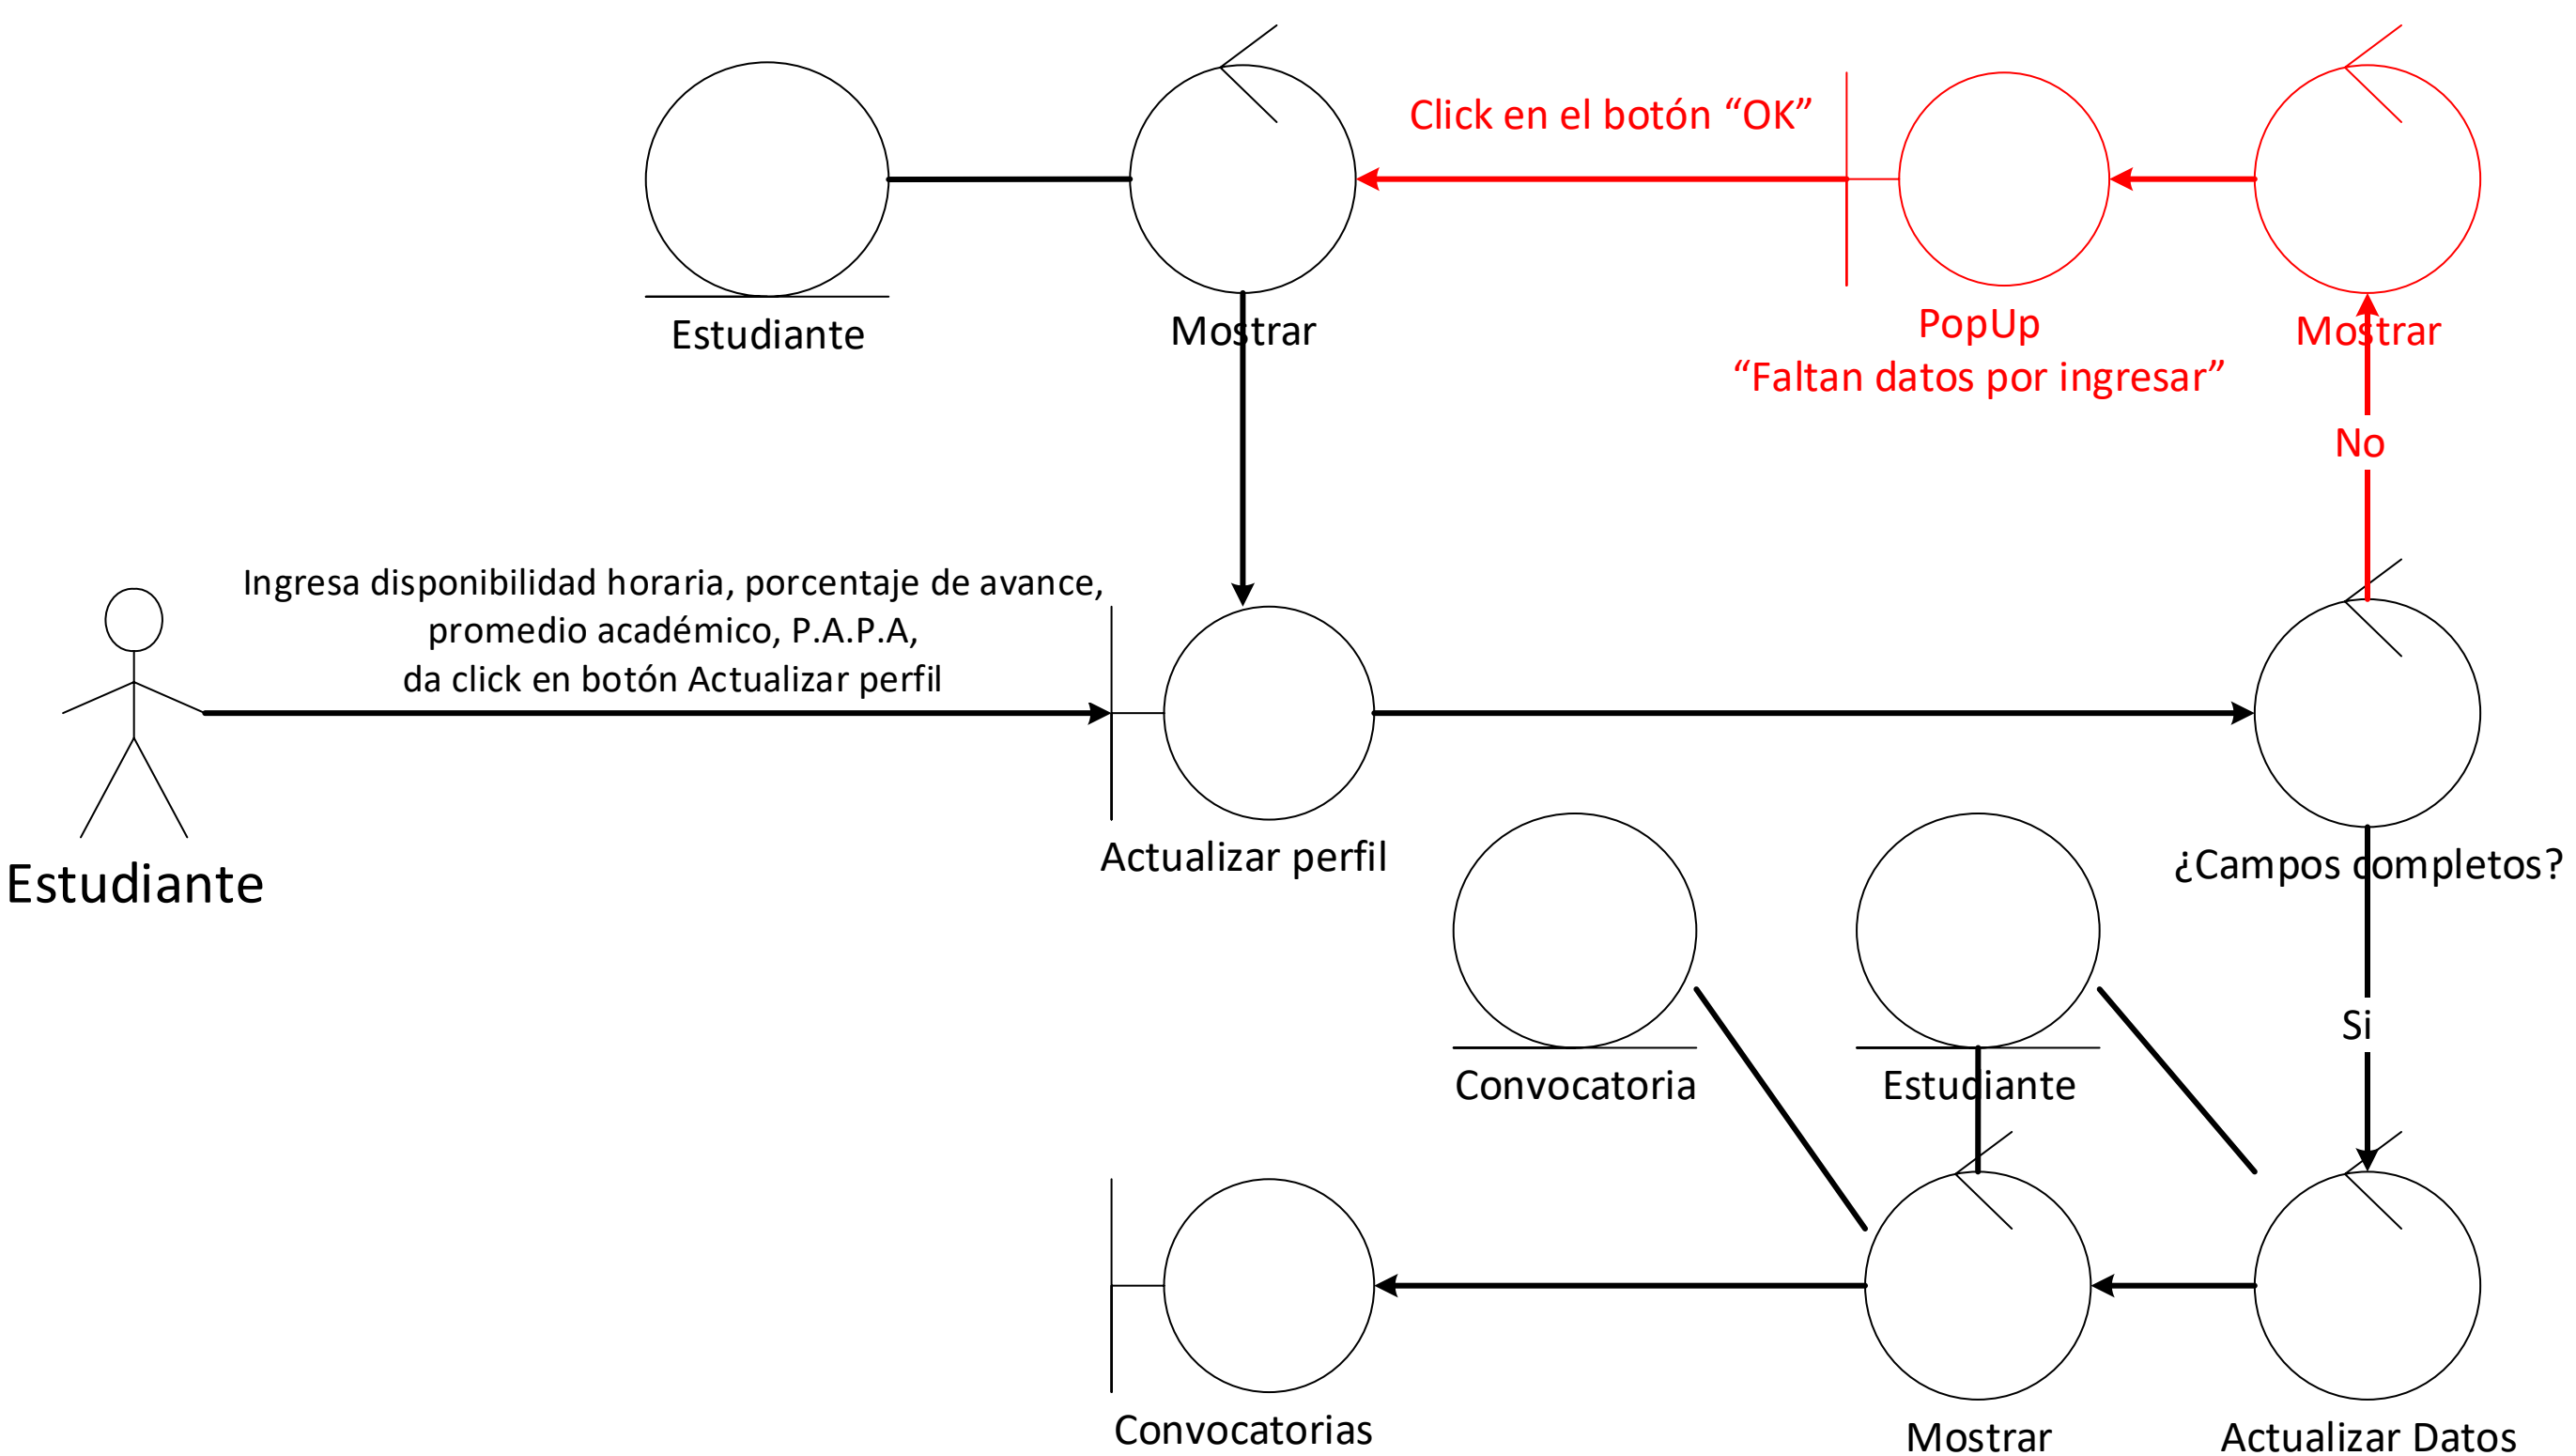 Click en el botón “OK”
Estudiante
Mostrar
PopUp
“Faltan datos por ingresar”
Mostrar
No
Ingresa disponibilidad horaria, porcentaje de avance,
promedio académico, P.A.P.A,
da click en botón Actualizar perfil
Estudiante
Actualizar perfil
¿Campos completos?
Si
Convocatoria
Estudiante
Convocatorias
Mostrar
Actualizar Datos